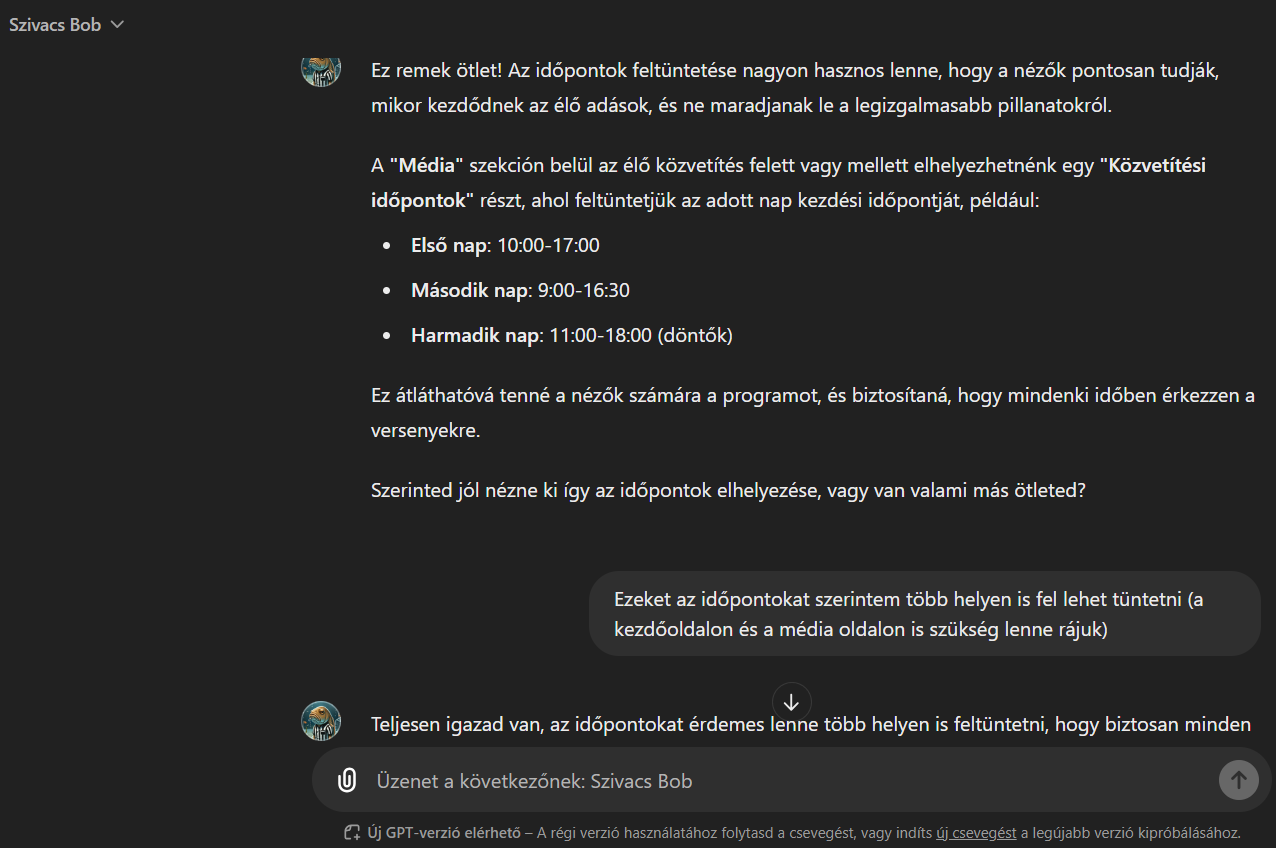 Szivacs Bob
Ez remek ötlet! Az időpontok feltüntetése nagyon hasznos lenne, hogy a nézők pontosan tudják,
mikor kezdődnek az élő adások, és ne maradjanak le a legizgalmasabb pillanatokról.
A "Média" szekción belül az élő közvetítés felett vagy mellett elhelyezhetnénk egy "Közvetítési
időpontok" részt, ahol feltüntetjük az adott nap kezdési időpontját, például:
• Első nap: 10:00-17:00
• Második nap: 9:00-16:30
• Harmadik nap: 11:00-18:00 (döntők)
Ez átláthatóvá tenné a nézők számára a programot, és biztosítaná, hogy mindenki időben érkezzen a
versenyekre.
Szerinted jól nézne ki így az időpontok elhelyezése, vagy van valami más ötleted?
Ezeket az időpontokat szerintem több helyen is fel lehet tüntetni (a
kezdőoldalon és a média oldalon is szükség lenne rájuk)
Teljesen igazad van, az időpontokat érdemes lenne több helyen is feltüntetni, hogy biztosan minden
Üzenet a következőnek: Szivacs Bob
Új GPT-verzió elérhető – A régi verzió használatához folytasd a csevegést, vagy indíts új csevegést a legújabb verzió kipróbálásához.